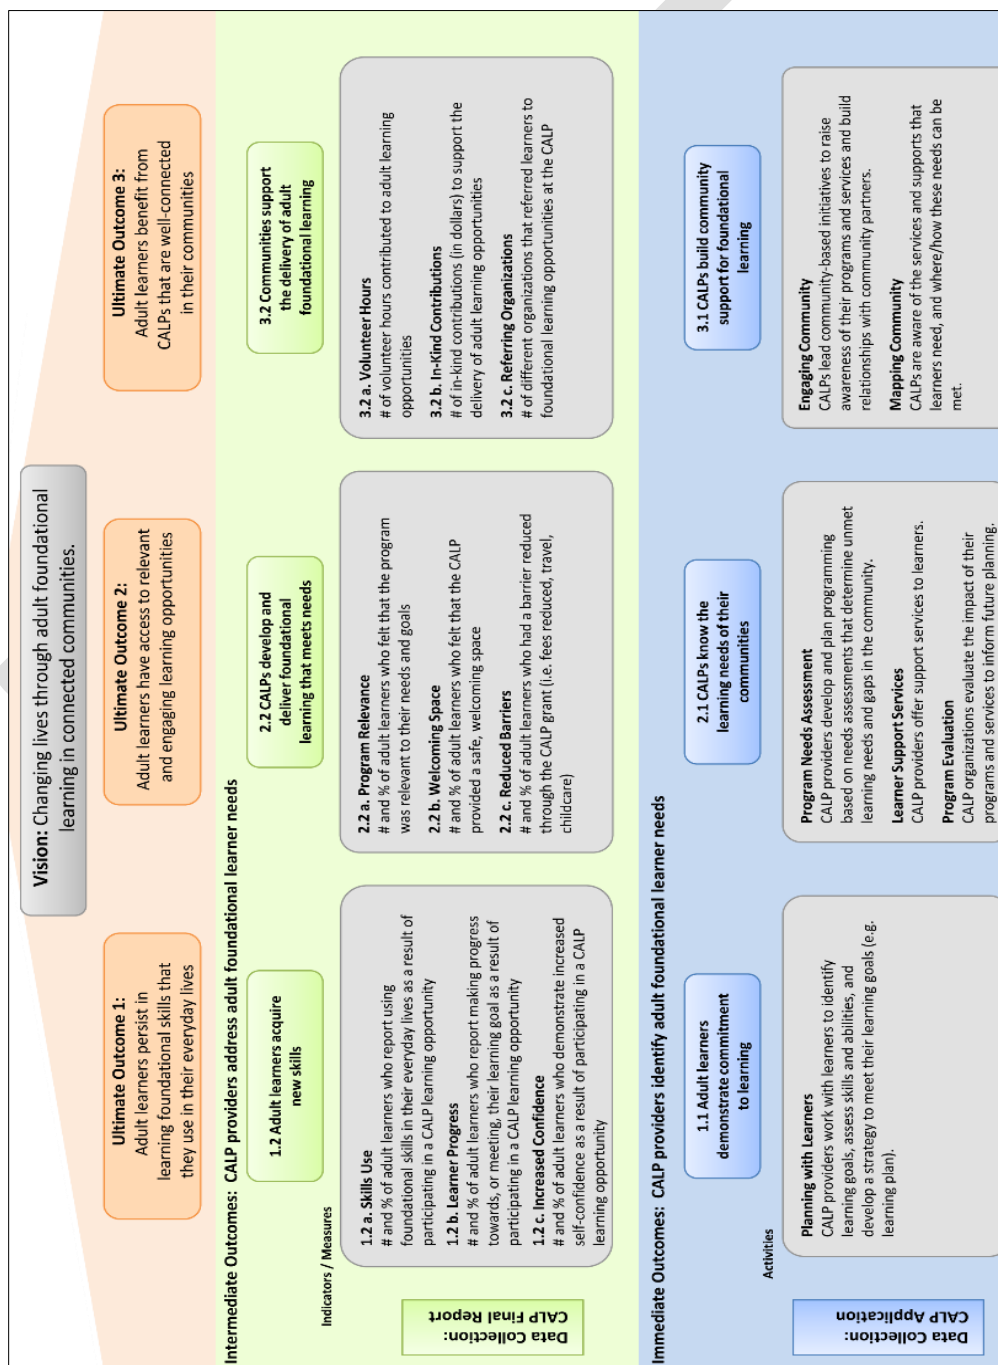 Vision: Changing lives through adult foundational
learning in connected communities.
Ultimate Outcome 1:
Adult learners persist in
learning foundational skills that
they use in their everyday lives
Ultimate Outcome 2:
Adult learners have access to relevant
and engaging learning opportunities
Ultimate Outcome 3:
Adult learners benefit from
CALPs that are well-connected
in their communities
Intermediate Outcomes: CALP providers address adult foundational learner needs
1.2 Adult learners acquire
new skills
2.2 CALPs develop and
deliver foundational
learning that meets needs
3.2 Communities support
the delivery of adult
foundational learning
Indicators / Measures
Data Collection:
CALP Final Report
1.2 a. Skills Use
# and % of adult learners who report using
foundational skills in their everyday lives as a result of
participating in a CALP learning opportunity
1.2 b. Learner Progress
# and % of adult learners who report making progress
towards, or meeting, their learning goal as a result of
participating in a CALP learning opportunity
1.2 c. Increased Confidence
# and % of adult learners who demonstrate increased
self-confidence as a result of participating in a CALP
learning opportunity
2.2 a. Program Relevance
# and % of adult learners who felt that the program
was relevant to their needs and goals
2.2 b. Welcoming Space
# and % of adult learners who felt that the CALP
provided a safe, welcoming space
2.2 c. Reduced Barriers
# and % of adult learners who had a barrier reduced
through the CALP grant (i.e. fees reduced, travel,
childcare)
3.2 a. Volunteer Hours
# of volunteer hours contributed to adult learning
opportunities
3.2 b. In-Kind Contributions
# of in-kind contributions (in dollars) to support the
delivery of adult learning opportunities
3.2 c. Referring Organizations
# of different organizations that referred learners to
foundational learning opportunities at the CALP
Immediate Outcomes: CALP providers identify adult foundational learner needs
1.1 Adult learners
demonstrate commitment
to learning
2.1 CALPs know the
learning needs of their
communities
3.1 CALPs build community
support for foundational
learning
Activities
Data Collection:
CALP Application
Planning with Learners
CALP providers work with learners to identify
learning goals, assess skills and abilities, and
develop a strategy to meet their learning goals (e.g.
learning plan).
Program Needs Assessment
CALP providers develop and plan programming
based on needs assessments that determine unmet
learning needs and gaps in the community.
Learner Support Services
CALP providers offer support services to learners.
Program Evaluation
CALP organizations evaluate the impact of their
programs and services to inform future planning.
Engaging Community
CALPs lead community-based initiatives to raise
awareness of their programs and services and build
relationships with community partners.
Mapping Community
CALPs are aware of the services and supports that
learners need, and where/how these needs can be
met.